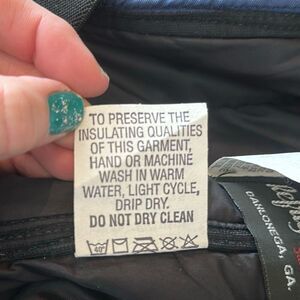 TO PRESERVE THE
INSULATING QUALITIES
OF THIS GARMENT,
HAND OR MACHINE
WASH IN WARM
WATER, LIGHT CYCLE,
DRIP DRY.
DO NOT DRY CLEAN
40°
DAHLONEGA, GA.